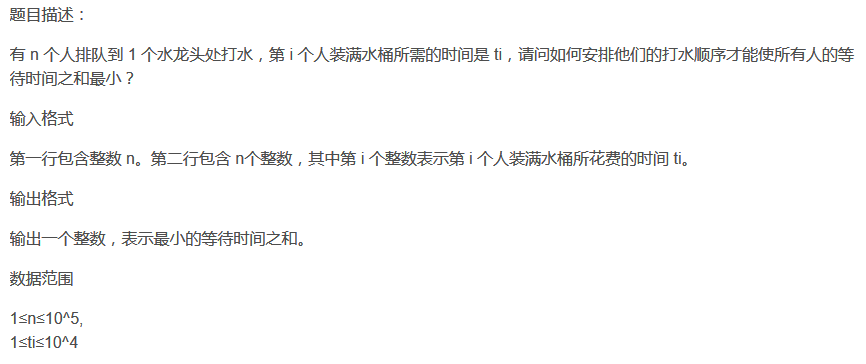 题目描述：
有 n 个人排队到 1 个水龙头处打水，第 i 个人装满水桶所需的时间是 ti，请问如何安排他们的打水顺序才能使所有人的等
待时间之和最小？
输入格式
第一行包含整数 n。第二行包含 n个整数，其中第 i 个整数表示第 i 个人装满水桶所花费的时间 ti。
输出格式
输出一个整数，表示最小的等待时间之和。
数据范围
1≤n≤10^5,
1≤ti≤10^4